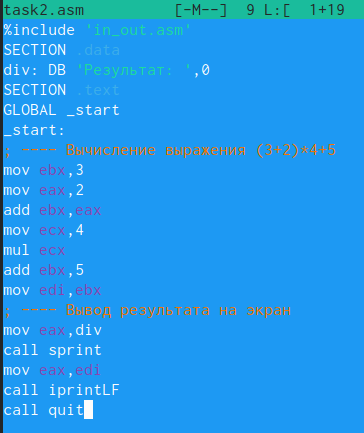 task2.asm [-M--] 9 L:[ 1+19
%include 'in_out.asm'
SECTION .data
div: DB 'Результат: ',0
SECTION .text
GLOBAL _start
_start:
; ---- Вычисление выражения (3+2)*4+5
mov ebx,3
mov eax,2
add ebx,eax
mov ecx,4
mul ecx
add ebx,5
mov edi,ebx
; ---- Вывод результата на экран
mov eax,div
call sprint
mov eax,edi
call iprintLF
call quit